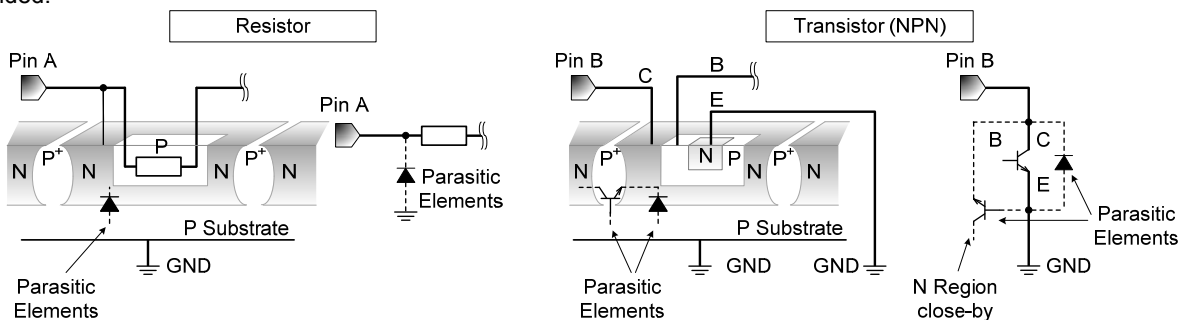 Resistor
Transistor (NPN)
Pin A
Pin A
N
P+
N
P
N
P+
N
Parasitic
Elements
P Substrate
GND
Parasitic
Elements
Pin B
C
B
E
N
P+
N
N
P
P+
N
P Substrate
GND
GND
Parasitic
Elements
Pin B
B
C
E
Parasitic
Elements
GND
N Region
close-by